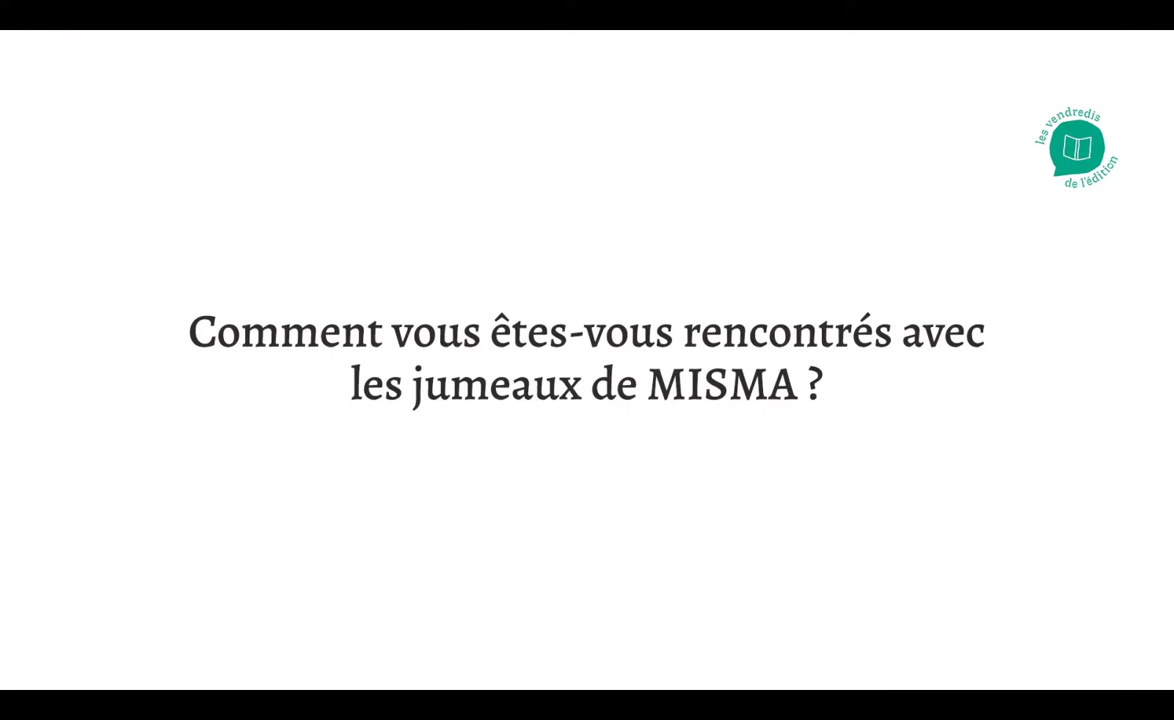 les vendredis
de l'édition
Comment vous êtes-vous rencontrés avec
les jumeaux de MISMA ?